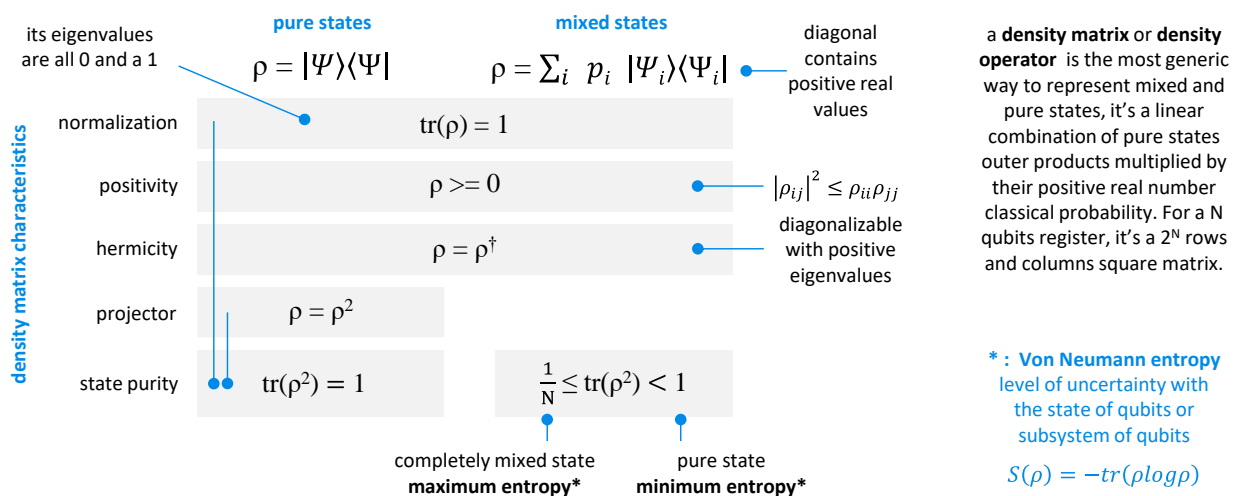 pure states
mixed states
its eigenvalues
are all 0 and a 1
ρ = |Ψ⟩⟨Ψ|
ρ = ∑ᵢ pᵢ |Ψᵢ⟩⟨Ψᵢ|
diagonal
contains
positive real
values
density matrix characteristics
normalization
tr(ρ) = 1
positivity
ρ >= 0
|ρᵢⱼ|² ≤ ρᵢᵢρⱼⱼ
hermicity
ρ = ρ†
diagonalizable
with positive
eigenvalues
projector
ρ = ρ²
state purity
tr(ρ²) = 1
1/N ≤ tr(ρ²) < 1
completely mixed state
maximum entropy*
pure state
minimum entropy*
a density matrix or density
operator is the most generic
way to represent mixed and
pure states, it’s a linear
combination of pure states
outer products multiplied by
their positive real number
classical probability. For a N
qubits register, it’s a 2ᴺ rows
and columns square matrix.
* : Von Neumann entropy
level of uncertainty with
the state of qubits or
subsystem of qubits
S(ρ) = −tr(ρlogρ)